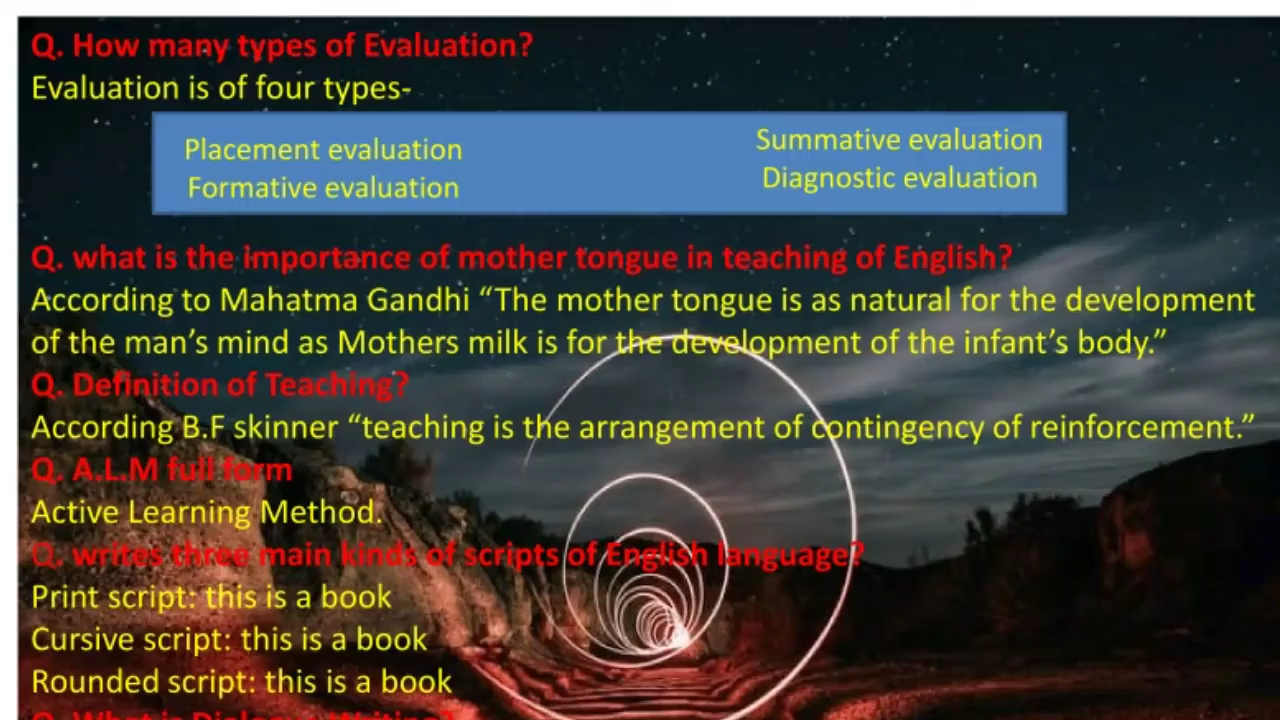 Q. How many types of Evaluation?
Evaluation is of four types-
Placement evaluation
Formative evaluation
Summative evaluation
Diagnostic evaluation
Q. what is the importance of mother tongue in teaching of English?
According to Mahatma Gandhi “The mother tongue is as natural for the development
of the man’s mind as Mothers milk is for the development of the infant’s body.”
Q. Definition of Teaching?
According B.F skinner “teaching is the arrangement of contingency of reinforcement.”
Q. A.L.M full form
Active Learning Method.
Q. writes three main kinds of scripts of English language?
Print script: this is a book
Cursive script: this is a book
Rounded script: this is a book
Q. What is Writing?